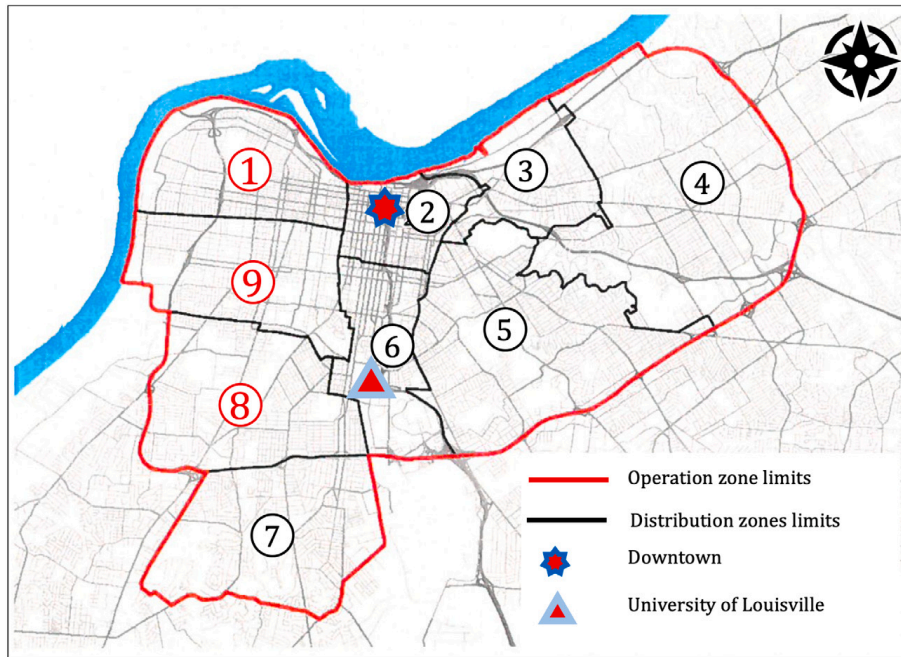 1
2
3
4
9
5
6
8
7
Operation zone limits
Distribution zones limits
Downtown
University of Louisville